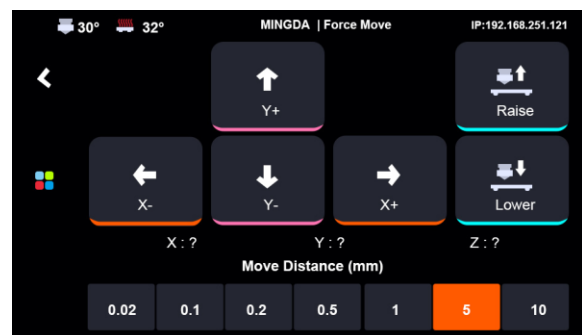 30° 32° MINGDA | Force Move IP:192.168.251.121
Y+ Raise
X- Y- X+ Lower
X : ? Y : ? Z : ?
Move Distance (mm)
0.02 0.1 0.2 0.5 1 5 10